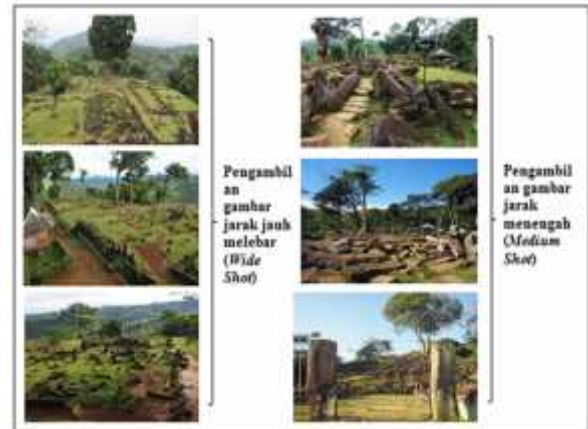 Pengambil
an
gambar
jarak jauh
melebar
(Wide
Shot)
Pengambil
an gambar
jarak
menengah
(Medium
Shot)